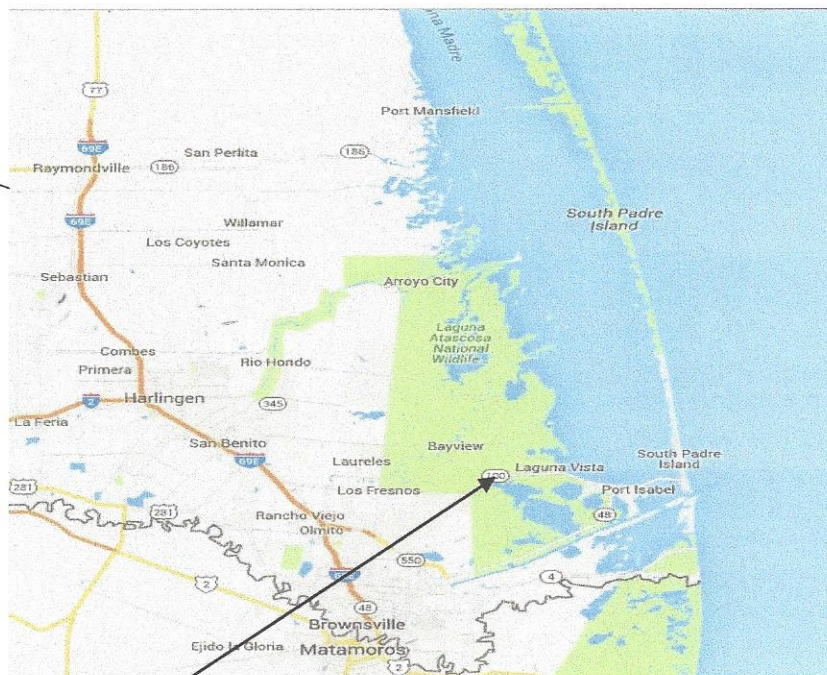 una Madre
77
Port Mansfield
69E
San Perlita
186
186
Raymondville
69E
Willamar
South Padre
Island
Los Coyotes
Santa Monica
Sebastian
Arroyo City
Laguna
Atascosa
National
Wildlife
Combes
Primera
Rio Hondo
Harlingen
2
345
La Feria
San Benito
Bayview
69E
Laureles
South Padre
Island
Laguna Vista
100
281
Los Fresnos
Port Isabel
281
Rancho Viejo
48
Olmito
550
2
4
48
Brownsville
Ejido la Gloria
Matamoros
2